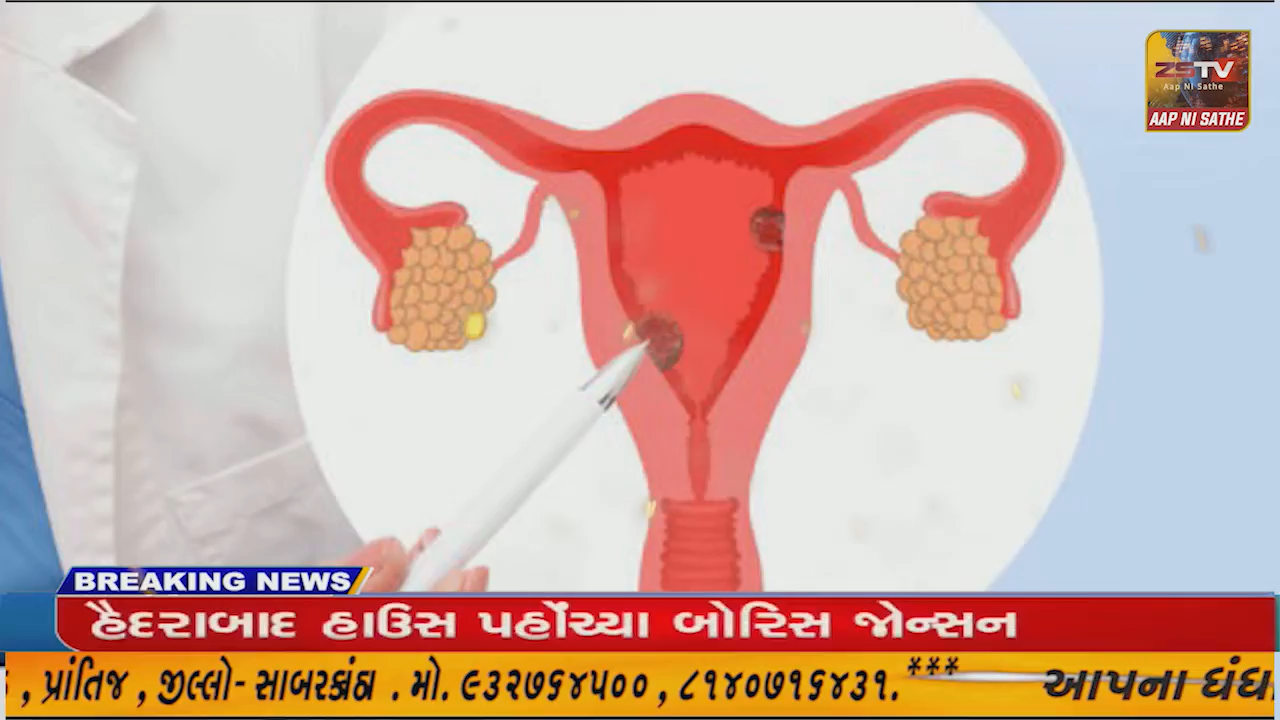 ZSTV
Aap Ni Sathe
AAP NI SATHE
BREAKING NEWS
હૈદરાબાદ હાઉસ પહોંચ્યા બોરિસ જોન્સન
, પ્રાંતિજ , જીલ્લો- સાબરકાંઠા . મો. ૯૩૨૭૬૪૫૦૦ , ૮૧૪૦૭૧૬૪૩૧. *** આપના